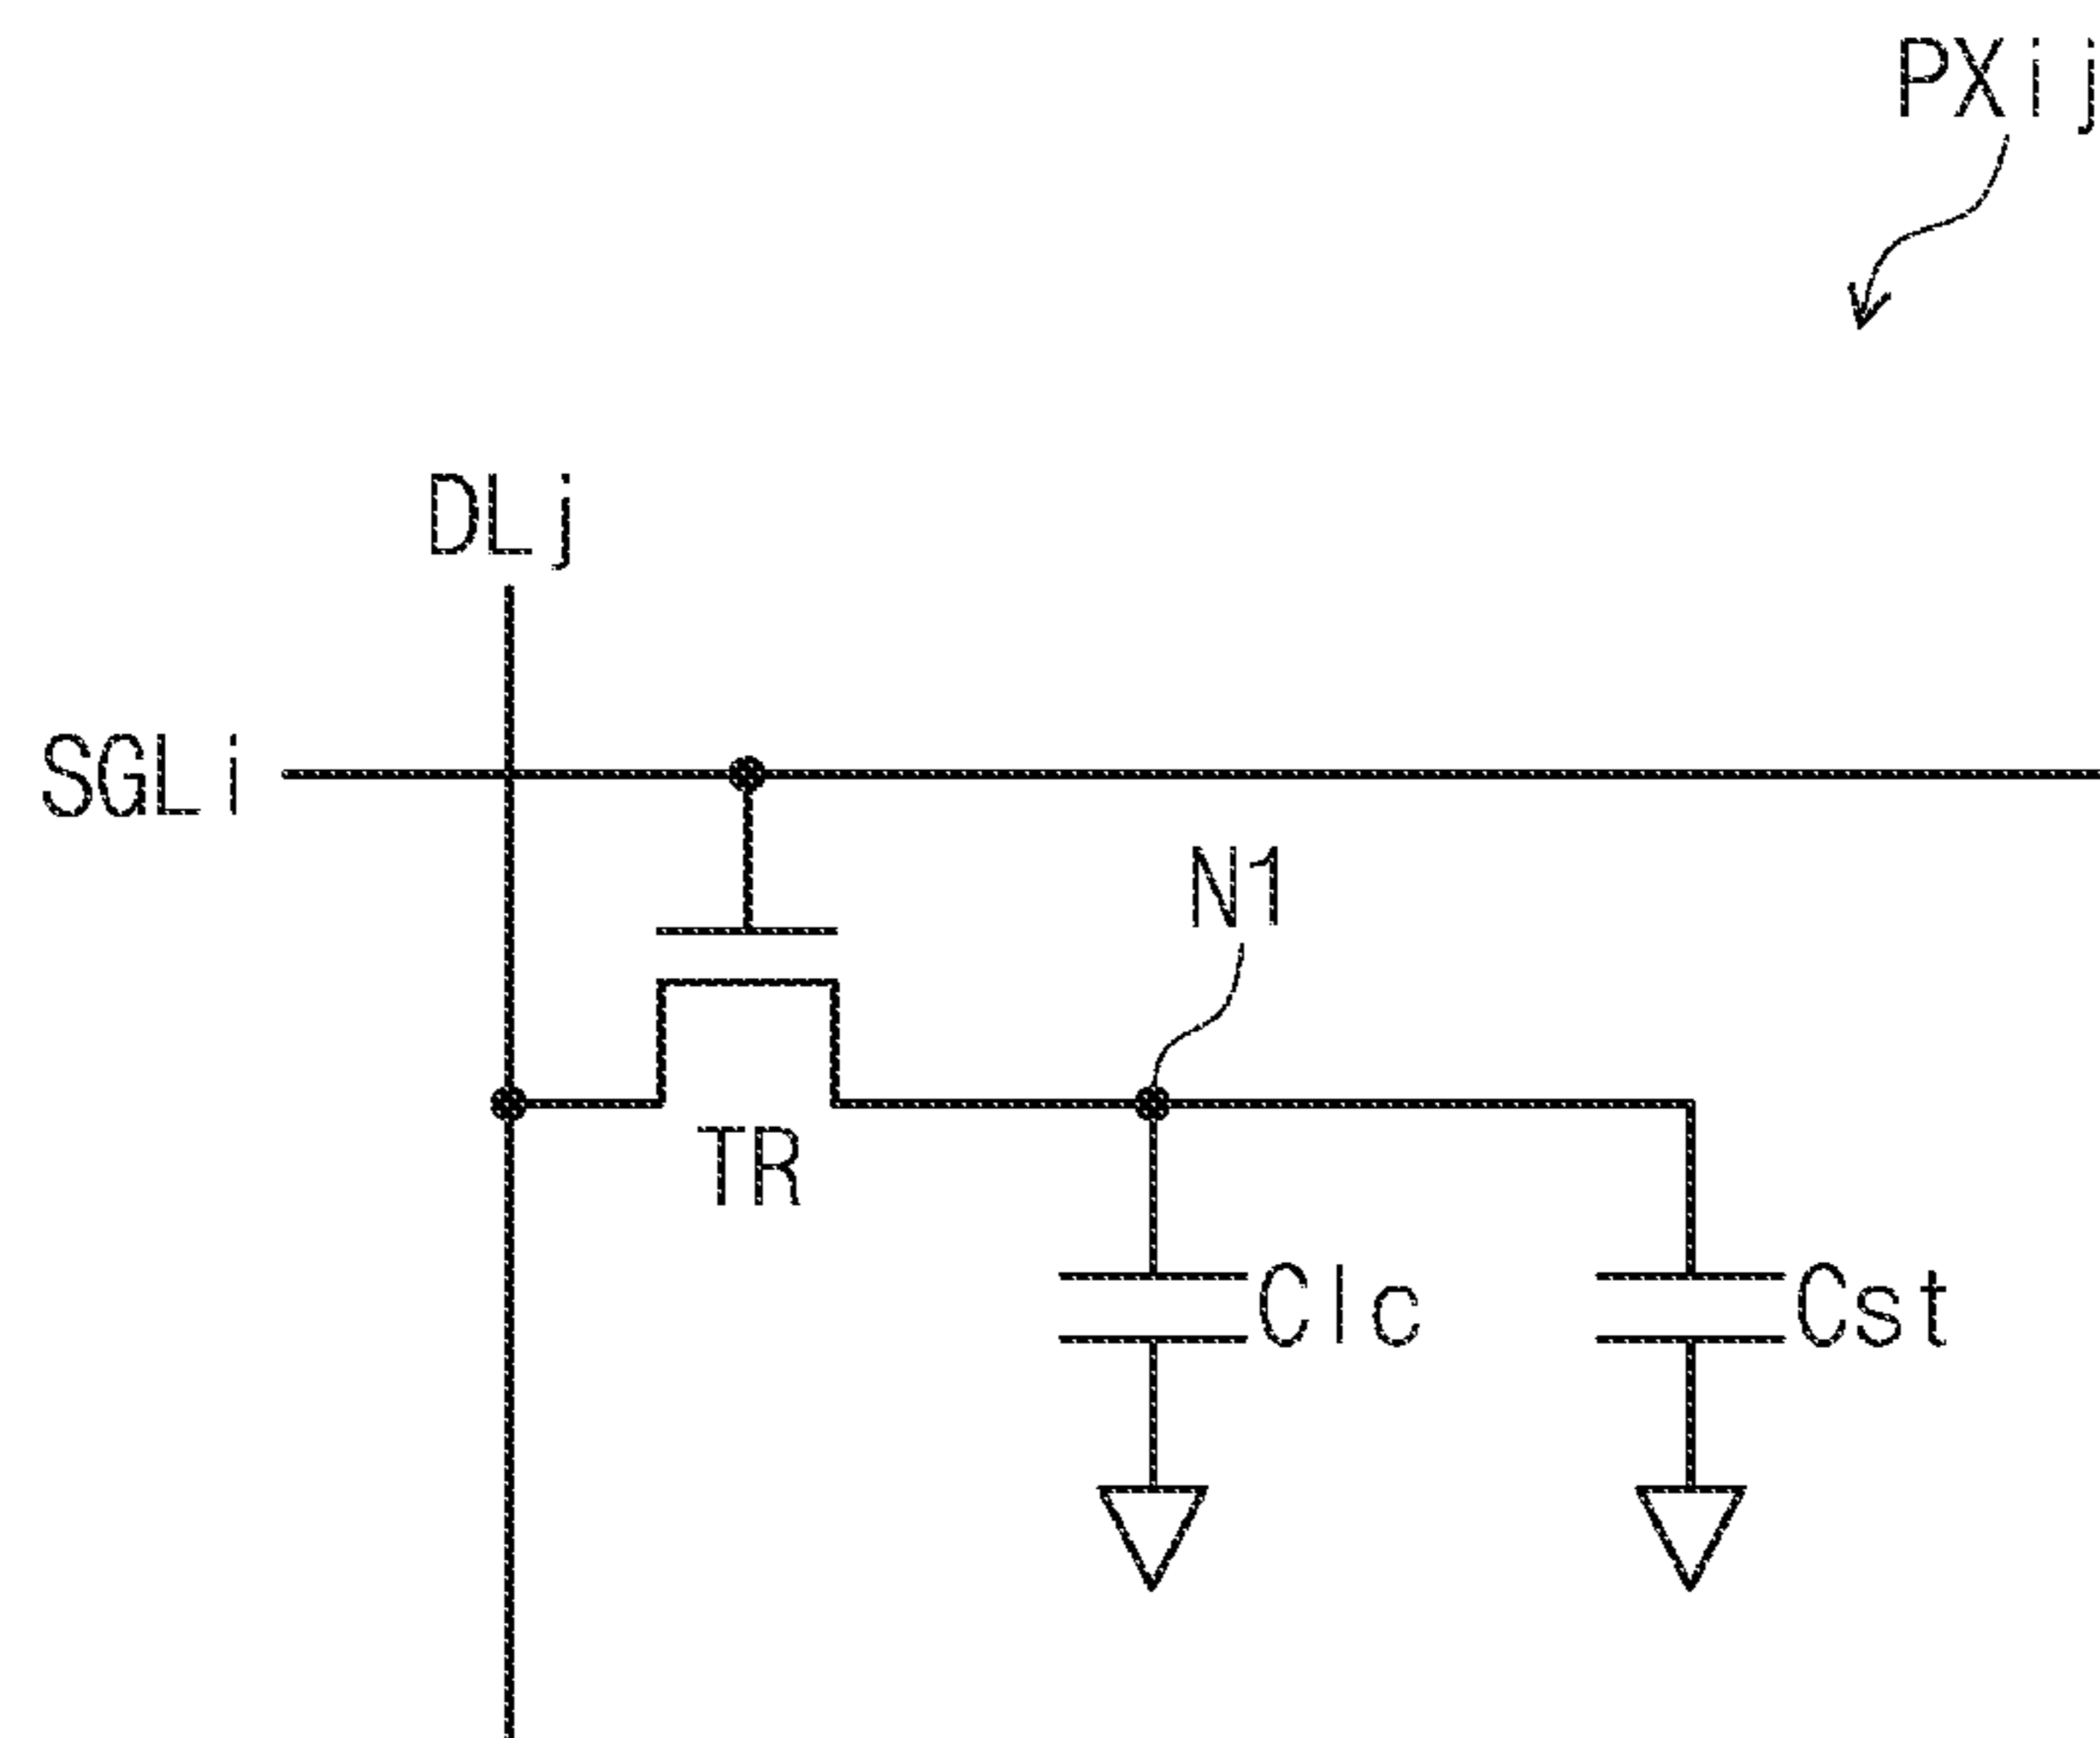 PXij
DLj
SGLi
N1
TR
Clc
Cst